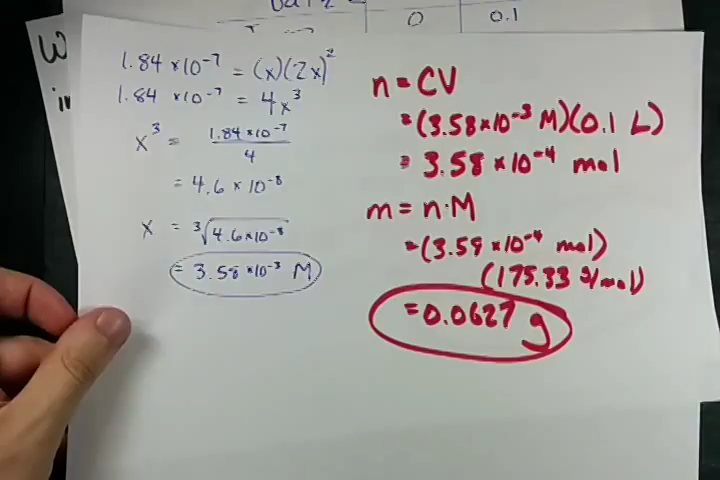 0 0.1
1.84 ×10⁻⁷ = (x)(2x)²
1.84 ×10⁻⁷ = 4x³
x³ = 1.84 ×10⁻⁷ / 4
= 4.6 × 10⁻⁸
x = ³√4.6×10⁻⁸
= 3.58 ×10⁻³ M
n = CV
= (3.58×10⁻³ M)(0.1 L)
= 3.58 ×10⁻⁴ mol
m = n·M
= (3.58 ×10⁻⁴ mol)
(175.33 g/mol)
= 0.0627 g